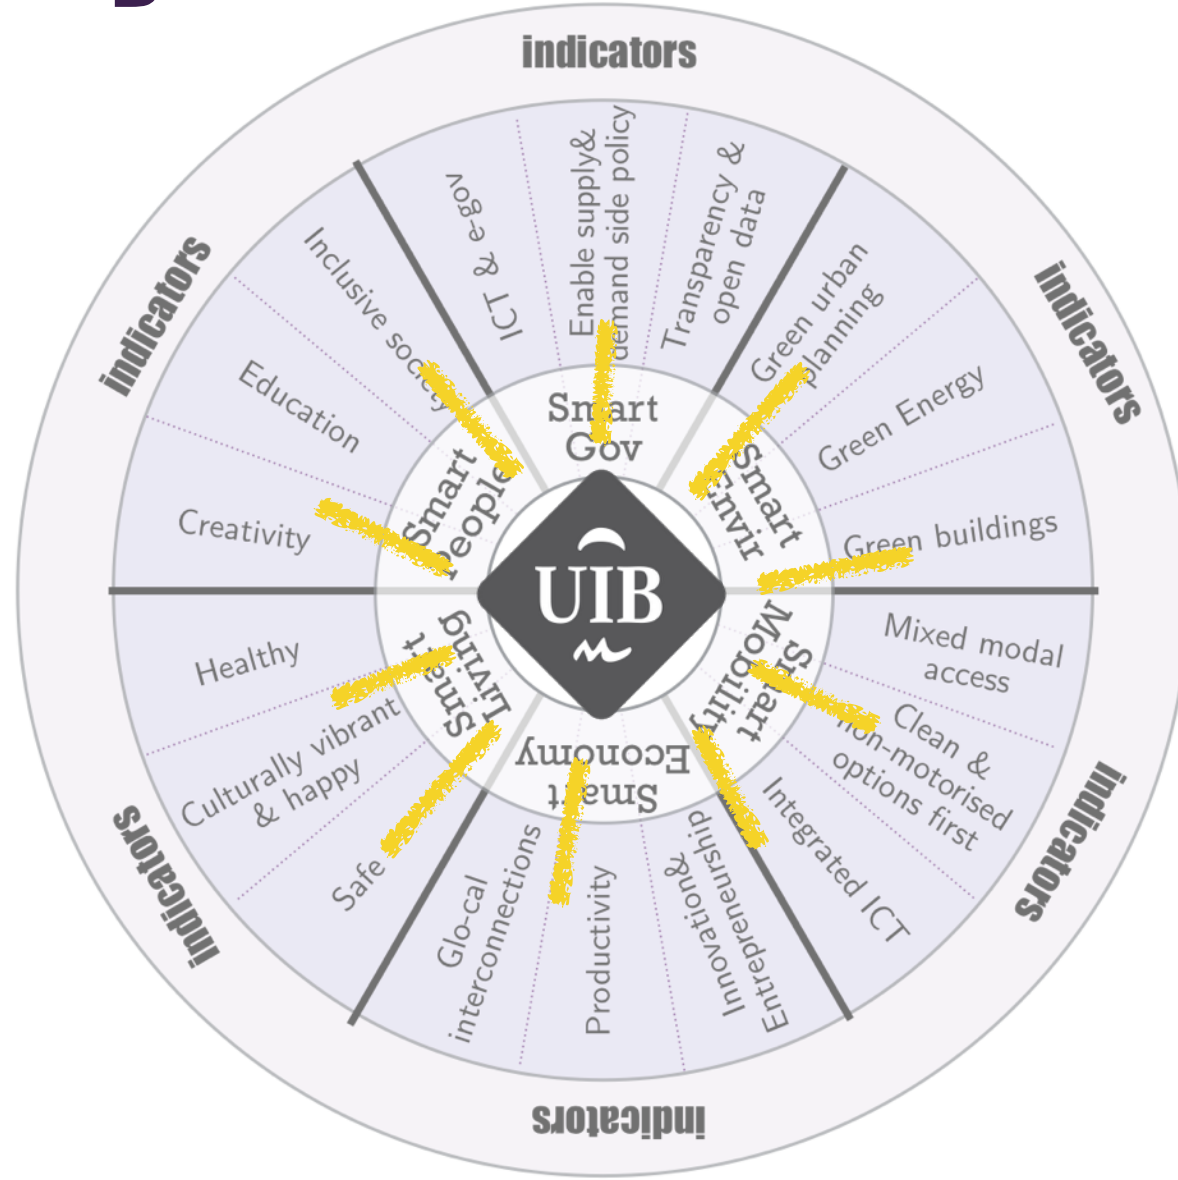 indicators
ICT & e-gov
Enable supply&
demand side policy
Transparency &
open data
Smart
Gov
indicators
Green urban
planning
Green Energy
Green buildings
Smart
Envir
indicators
Mixed modal
access
Clean &
non-motorised
options first
Integrated ICT
Smart
Mobility
indicators
Innovation&
Entrepreneurship
Productivity
Glo-cal
interconnections
Smart
Economy
indicators
Safe
Culturally vibrant
& happy
Healthy
Smart
Living
indicators
Creativity
Education
Inclusive society
Smart
People
UIB